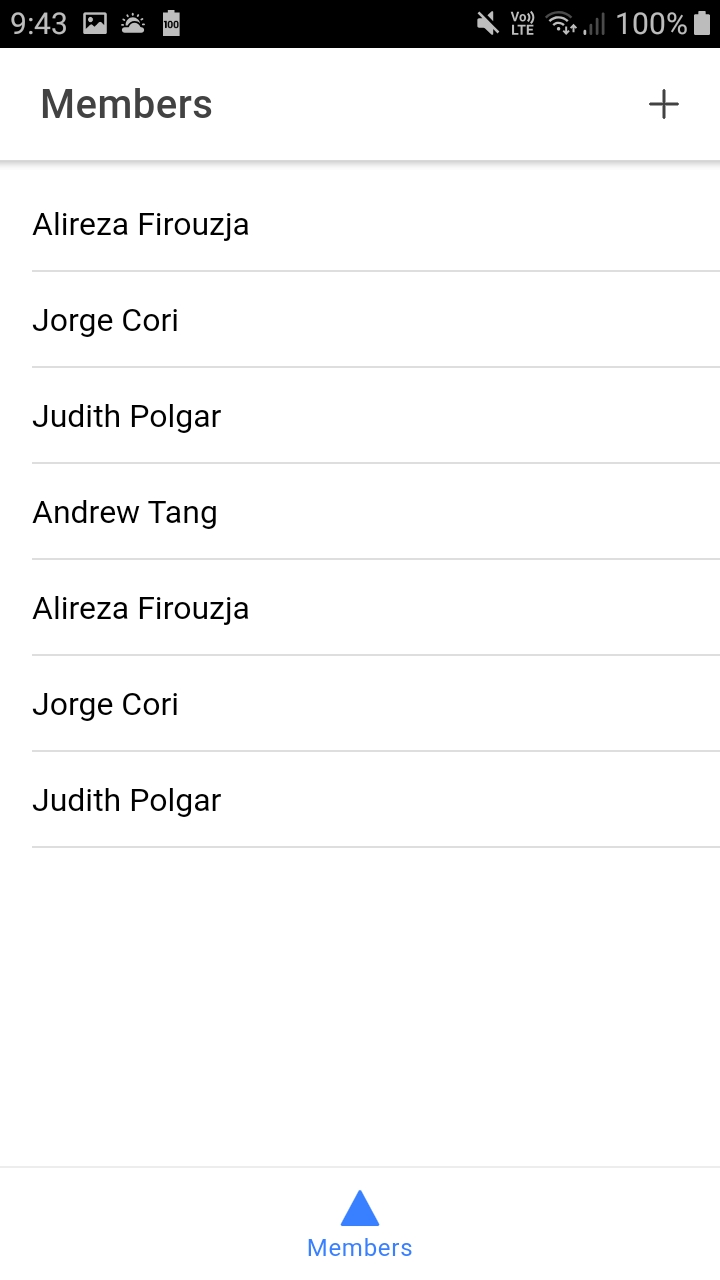 9:43 100 Vo)) LTE 100%
Members
Alireza Firouzja
Jorge Cori
Judith Polgar
Andrew Tang
Alireza Firouzja
Jorge Cori
Judith Polgar
Members